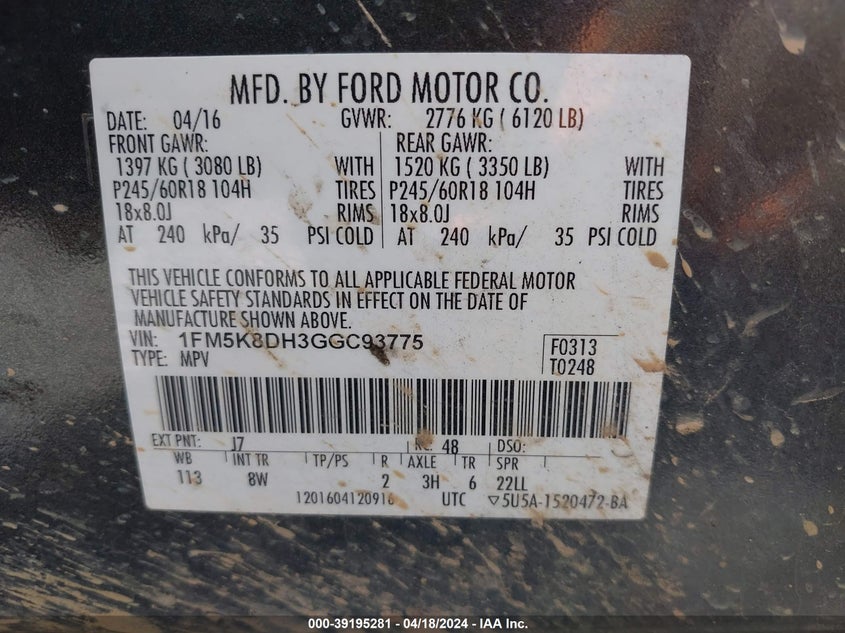 MFD. BY FORD MOTOR CO.
DATE: 04/16 GVWR: 2776 KG ( 6120 LB)
FRONT GAWR: REAR GAWR:
1397 KG ( 3080 LB) WITH 1520 KG ( 3350 LB) WITH
P245/60R18 104H TIRES P245/60R18 104H TIRES
18x8.0J RIMS 18x8.0J RIMS
AT 240 kPa/ 35 PSI COLD AT 240 kPa/ 35 PSI COLD
THIS VEHICLE CONFORMS TO ALL APPLICABLE FEDERAL MOTOR
VEHICLE SAFETY STANDARDS IN EFFECT ON THE DATE OF
MANUFACTURE SHOWN ABOVE.
VIN: 1FM5K8DH3GGC93775 F0313
TYPE: MPV T0248
EXT PNT: J7 RC: 48 DSO:
WB INT TR TP/PS R AXLE TR SPR
113 8W 2 3H 6 22LL
1201604120916 UTC ▽5U5A-1520472-BA
000-39195281 - 04/18/2024 - IAA Inc.